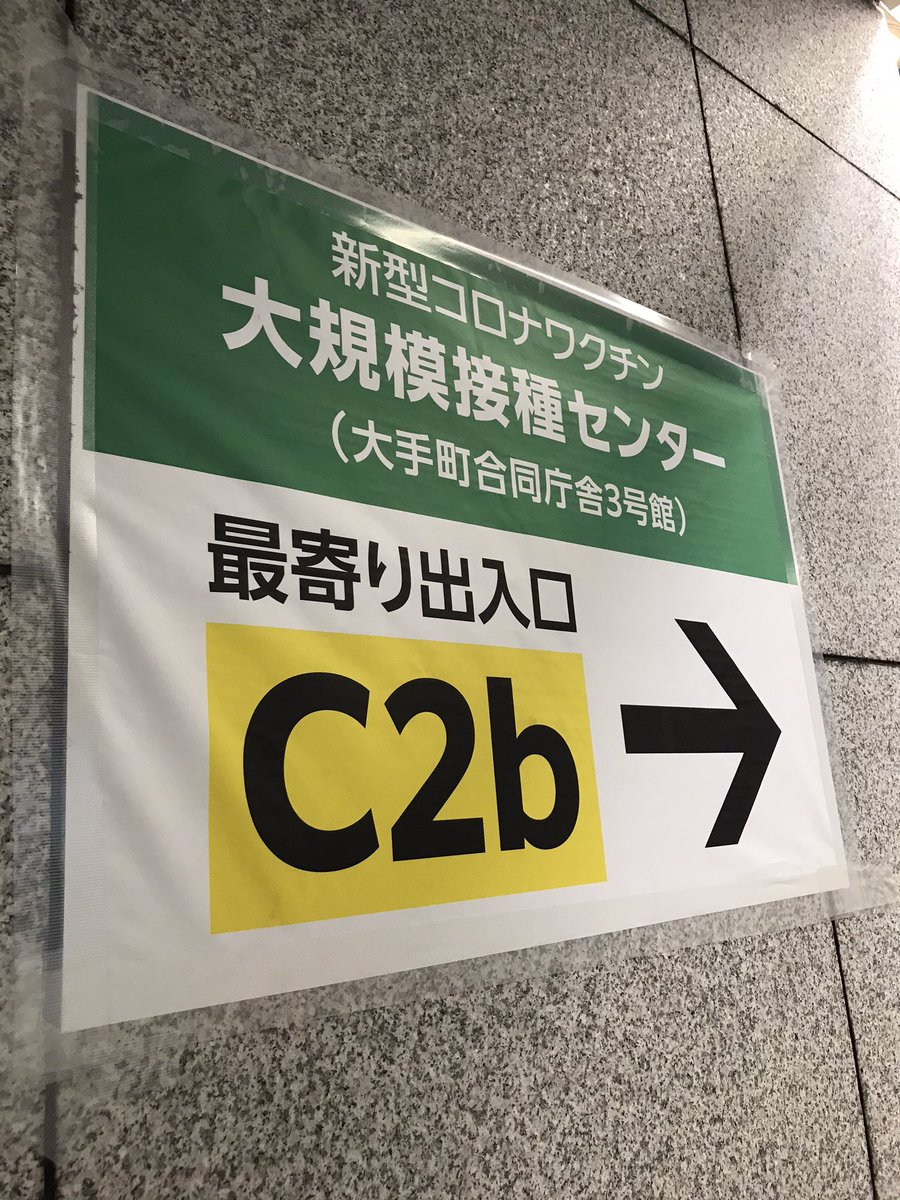 新型コロナワクチン
大規模接種センター
（大手町合同庁舎3号館）
最寄り出入口
C2b →